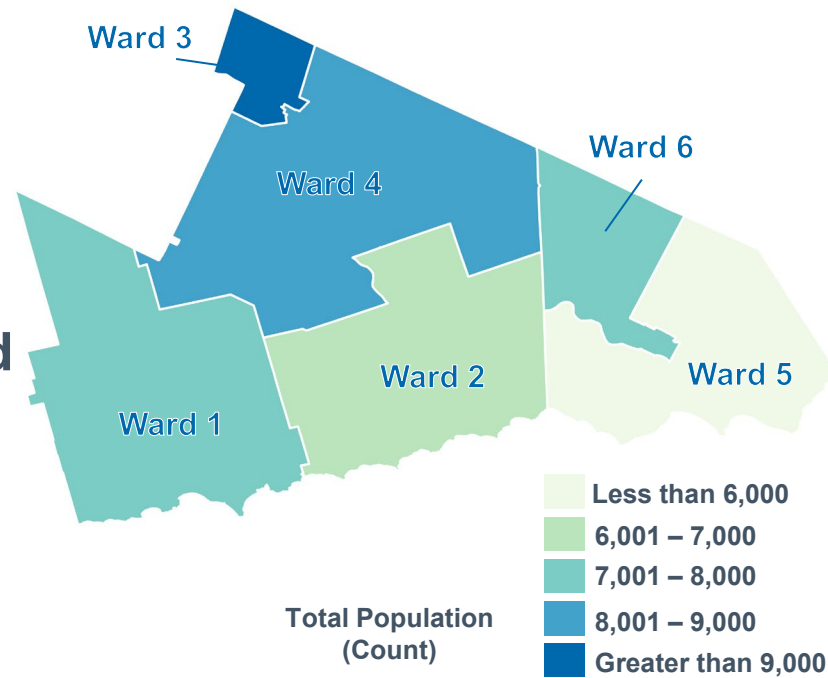 Ward 3
Ward 6
Ward 4
d
Ward 2
Ward 5
Ward 1
Less than 6,000
6,001 – 7,000
7,001 – 8,000
Total Population
(Count)
8,001 – 9,000
Greater than 9,000